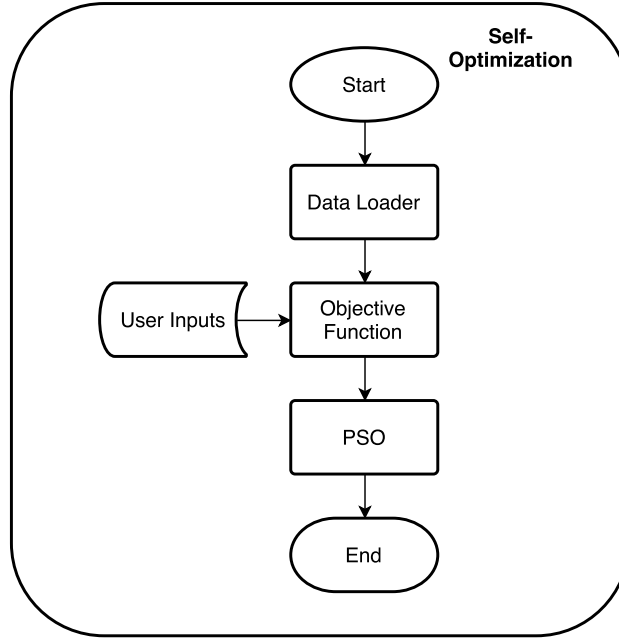 Self-
Optimization
Start
Data Loader
User Inputs
Objective
Function
PSO
End